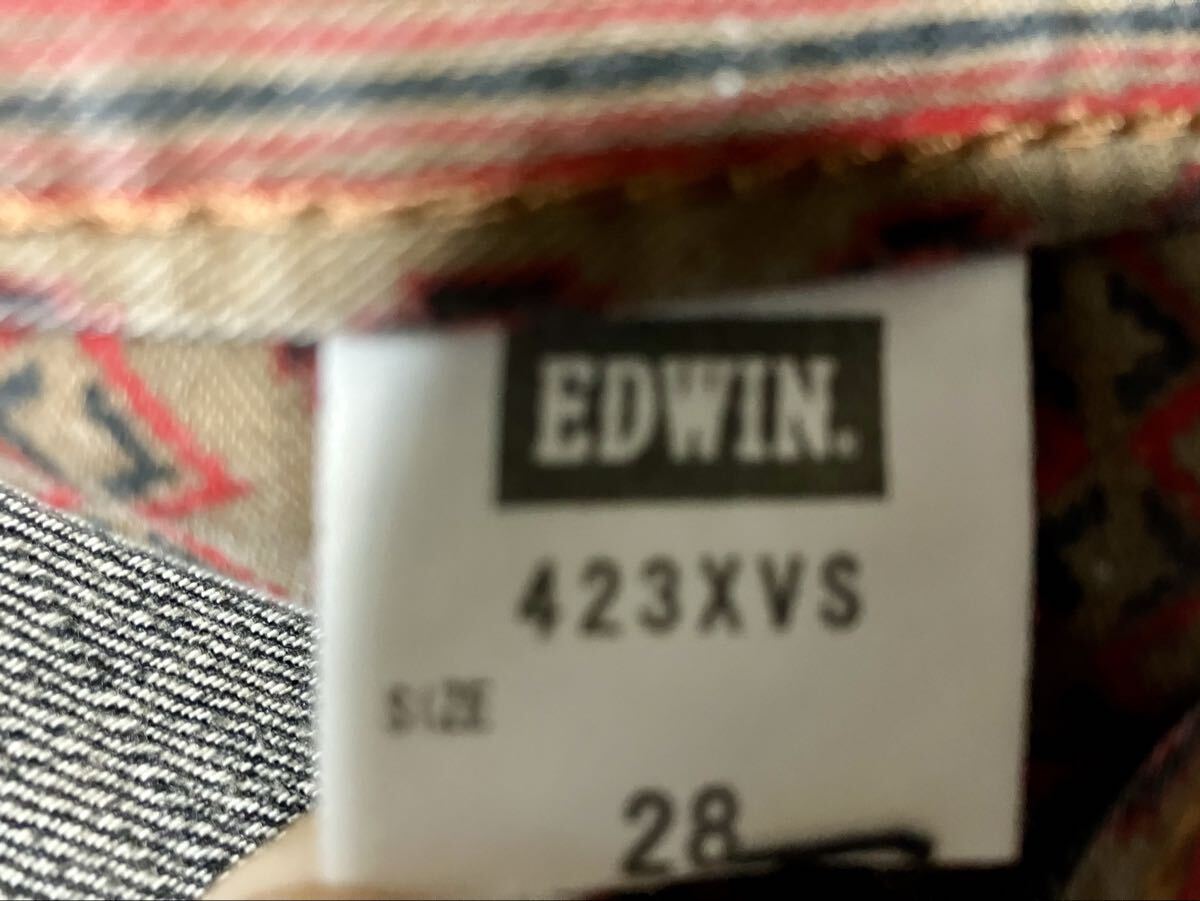 EDWIN.
423XVS
SIZE
28